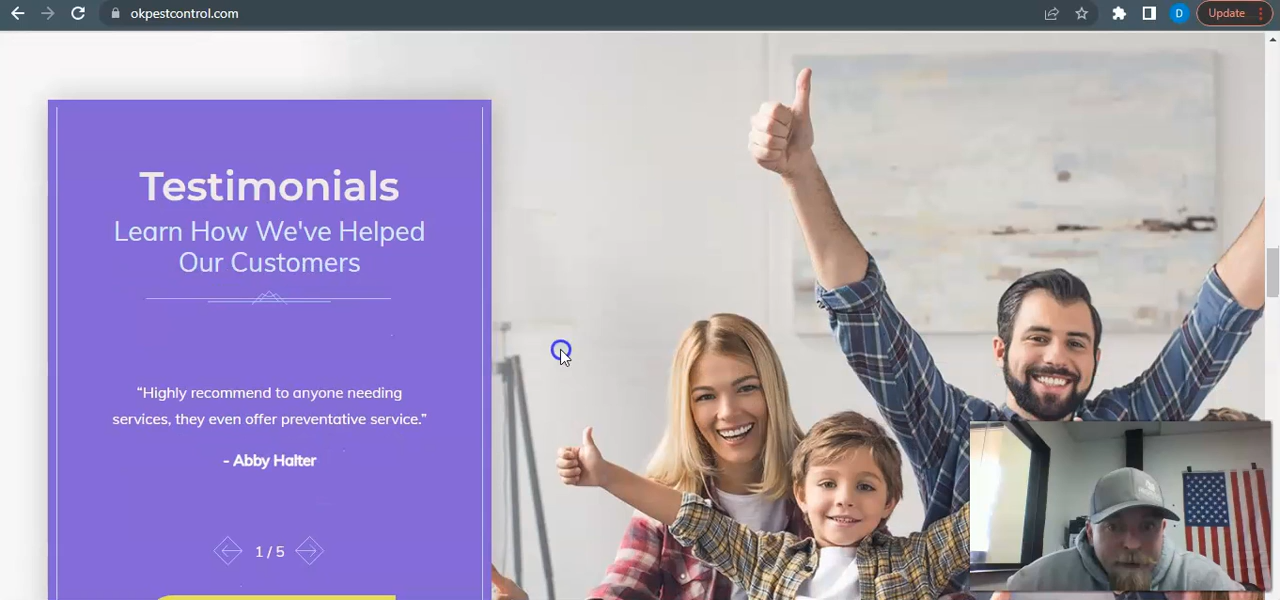 okpestcontrol.com
D
Update
Testimonials
Learn How We've Helped
Our Customers
“Highly recommend to anyone needing
services, they even offer preventative service.”
- Abby Halter
1 / 5